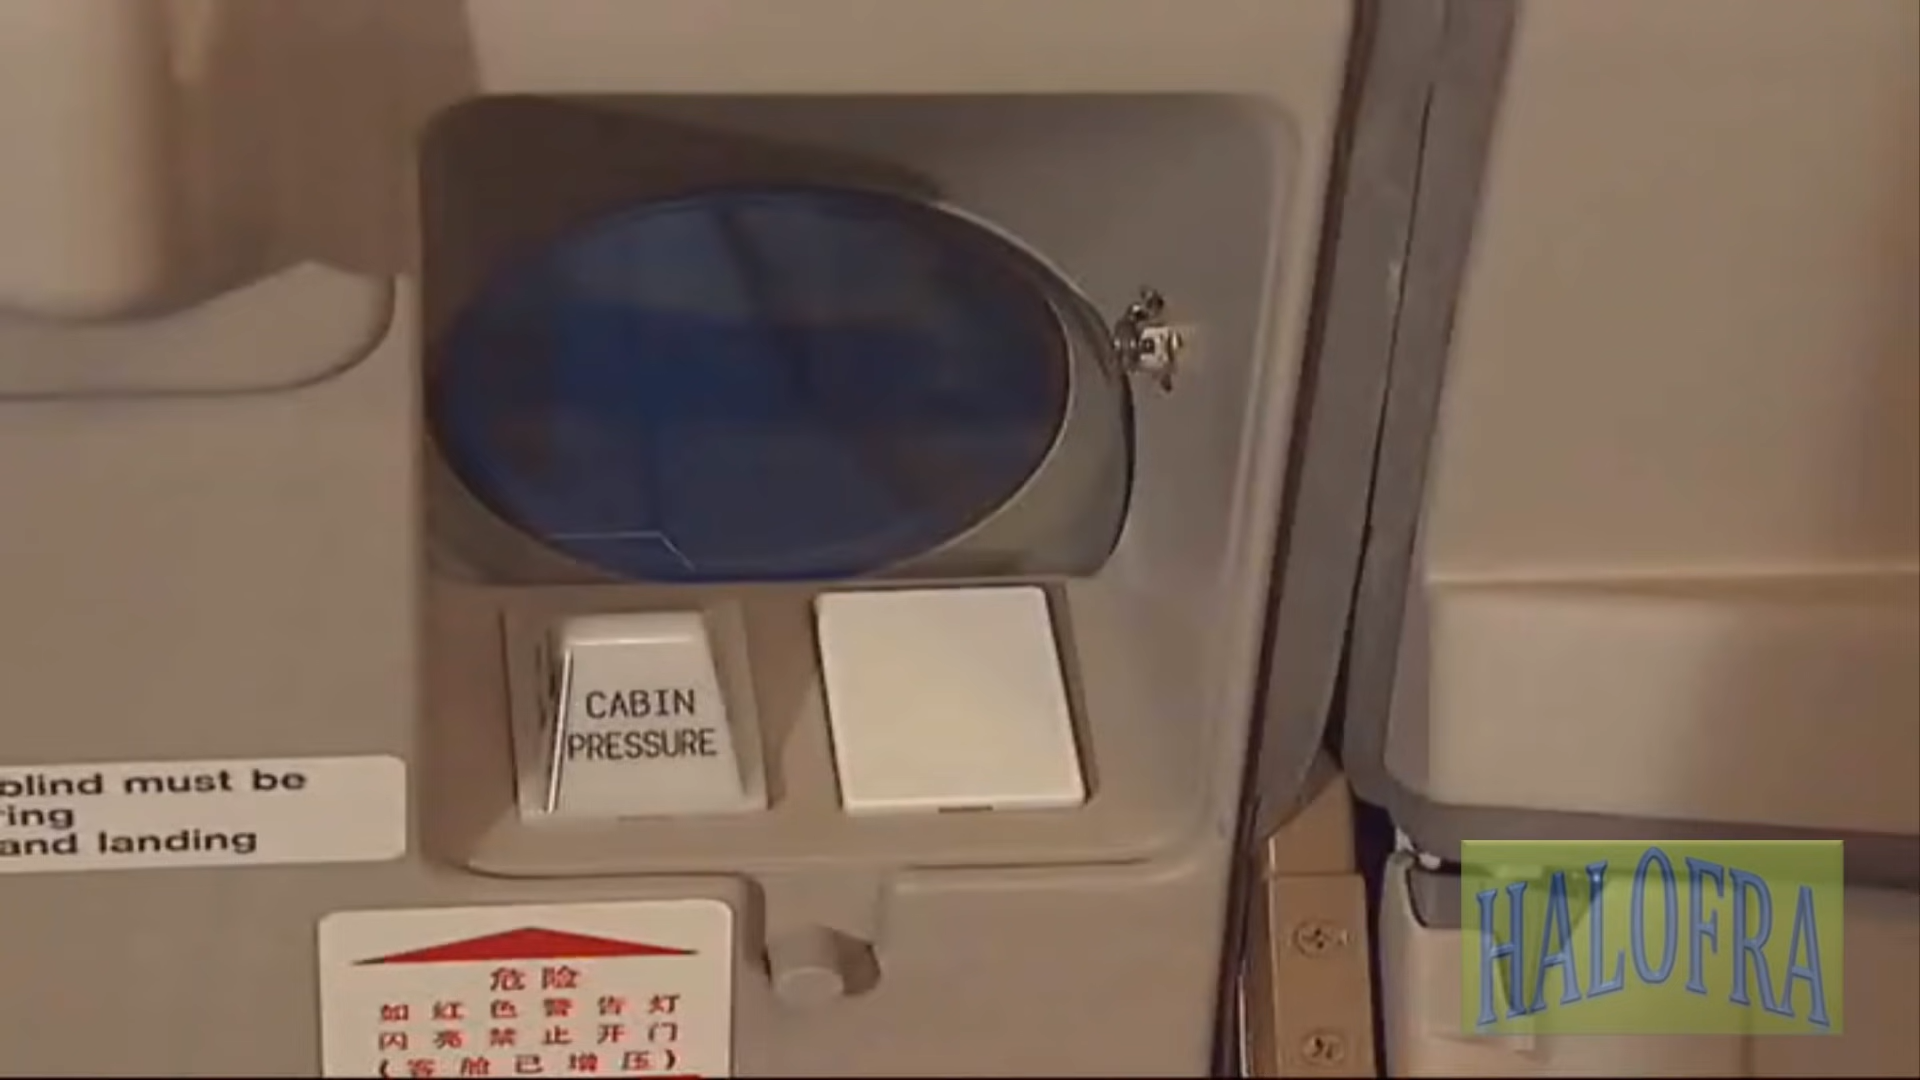 CABIN
PRESSURE
blind must be
ring
and landing
危险
如红色警告灯
闪亮禁止开门
(客舱已增压)
HALOFRA